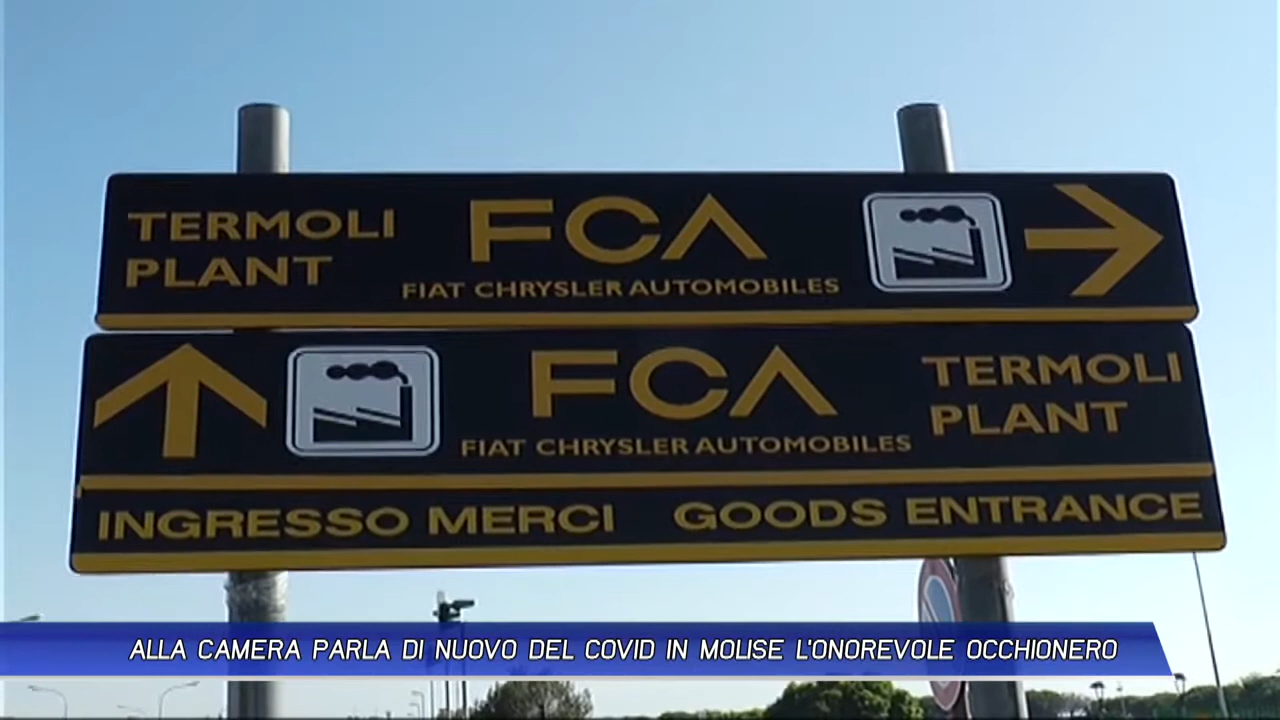 TERMOLI
PLANT
FCA
FIAT CHRYSLER AUTOMOBILES
FCA
FIAT CHRYSLER AUTOMOBILES
TERMOLI
PLANT
INGRESSO MERCI GOODS ENTRANCE
ALLA CAMERA PARLA DI NUOVO DEL COVID IN MOLISE L'ONOREVOLE OCCHIONERO